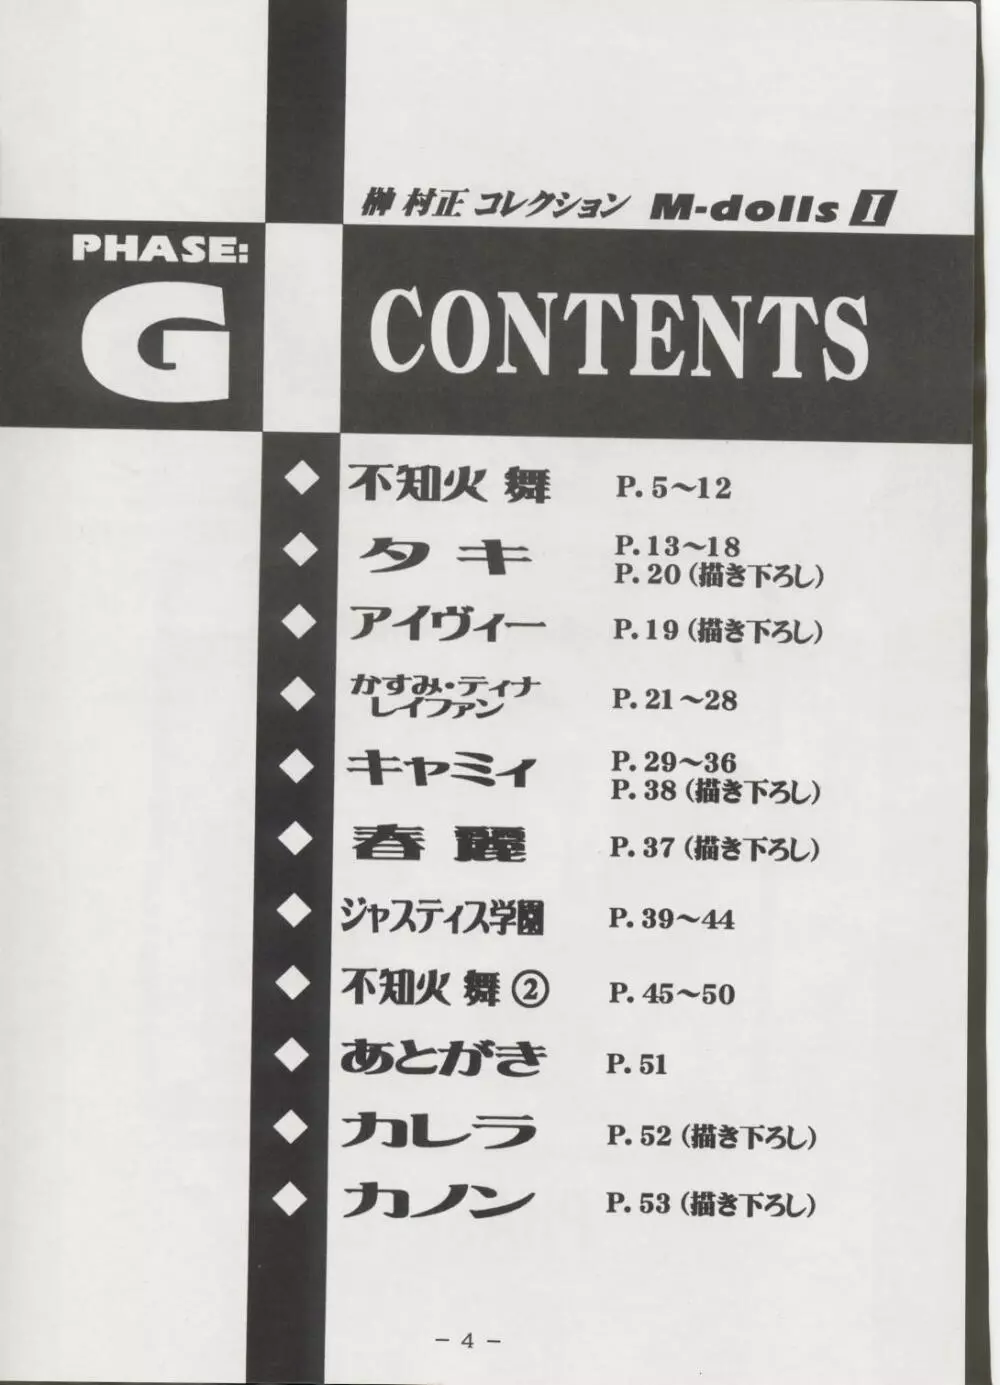 榊 村正 コレクション M-dolls I
PHASE:
G
CONTENTS
◆ 不知火 舞 P. 5〜12
◆ タキ P. 13〜18
P. 20 (描き下ろし)
◆ アイヴィー P. 19 (描き下ろし)
◆ かすみ・ティナ
レイファン P. 21〜28
◆ キャミィ P. 29〜36
P. 38 (描き下ろし)
◆ 春麗 P. 37 (描き下ろし)
◆ ジャスティス学園 P. 39〜44
◆ 不知火 舞 ② P. 45〜50
◆ あとがき P. 51
◆ カレラ P. 52 (描き下ろし)
◆ カノン P. 53 (描き下ろし)
- 4 -